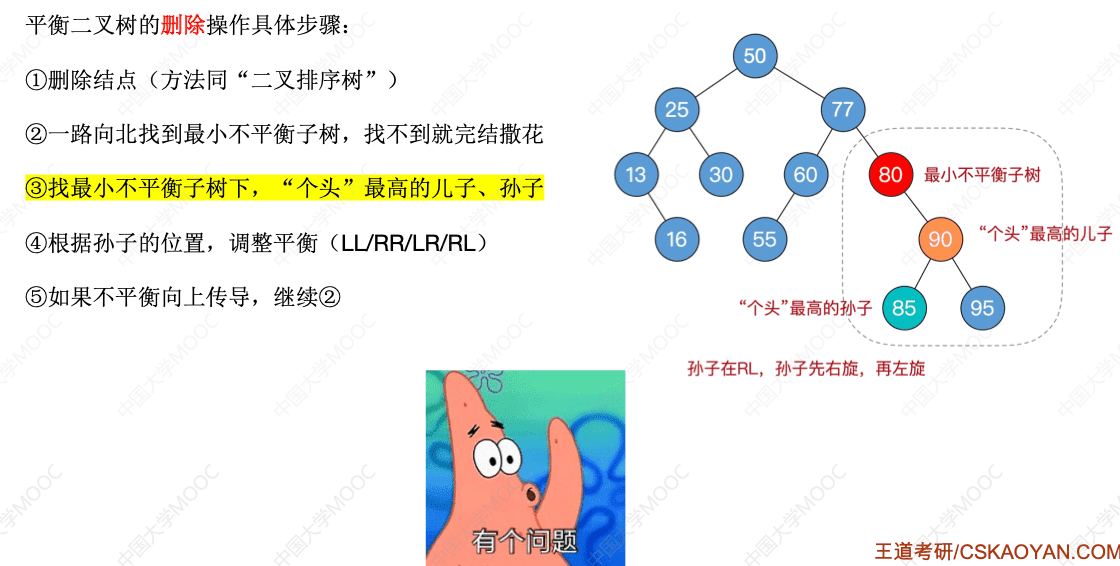 平衡二叉树的删除操作具体步骤：
①删除结点（方法同“二叉排序树”）
②一路向北找到最小不平衡子树，找不到就完结撒花
③找最小不平衡子树下，“个头”最高的儿子、孙子
④根据孙子的位置，调整平衡（LL/RR/LR/RL）
⑤如果不平衡向上传导，继续②
50
25
77
13
30
60
80
最小不平衡子树
16
55
90
“个头”最高的儿子
“个头”最高的孙子
85
95
孙子在RL，孙子先右旋，再左旋
有个问题
王道考研/CSKAOYAN.COM
中国大学MOOC